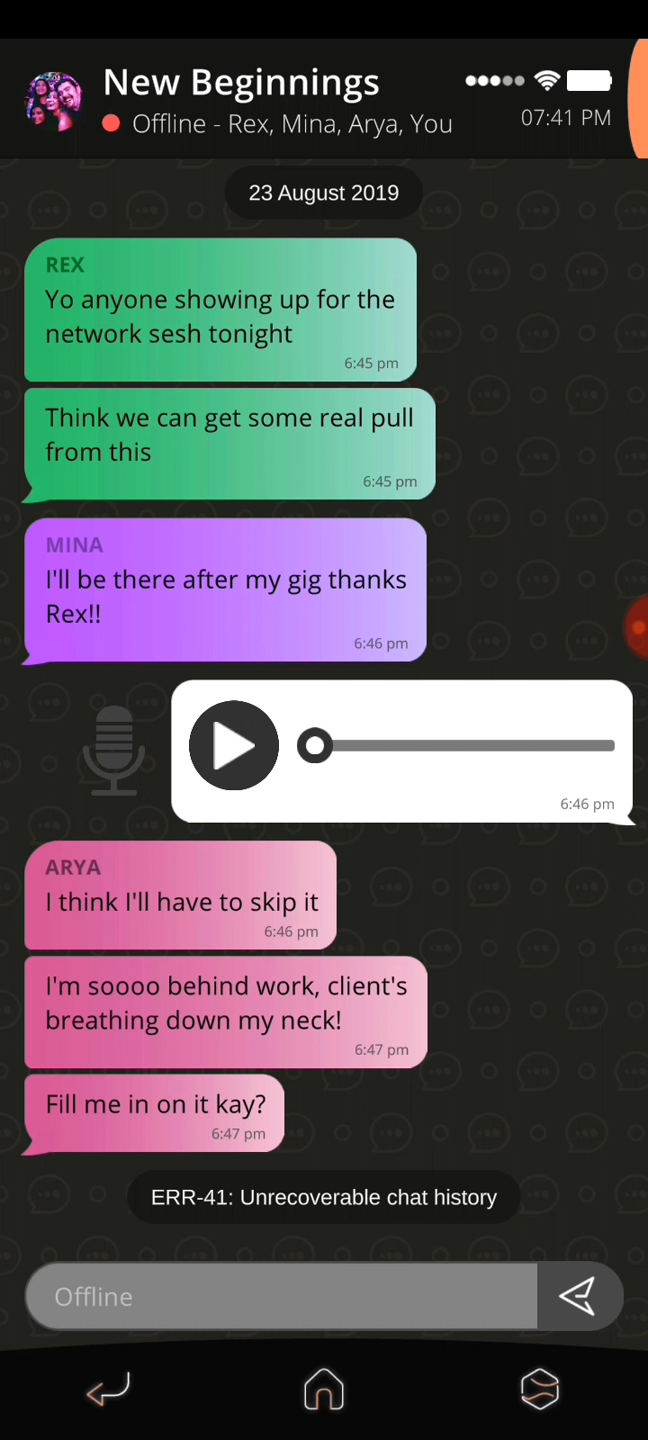 New Beginnings
Offline - Rex, Mina, Arya, You
07:41 PM
23 August 2019
REX
Yo anyone showing up for the
network sesh tonight
6:45 pm
Think we can get some real pull
from this
6:45 pm
MINA
I'll be there after my gig thanks
Rex!!
6:46 pm
6:46 pm
ARYA
I think I'll have to skip it
6:46 pm
I'm soooo behind work, client's
breathing down my neck!
6:47 pm
Fill me in on it kay?
6:47 pm
ERR-41: Unrecoverable chat history
Offline